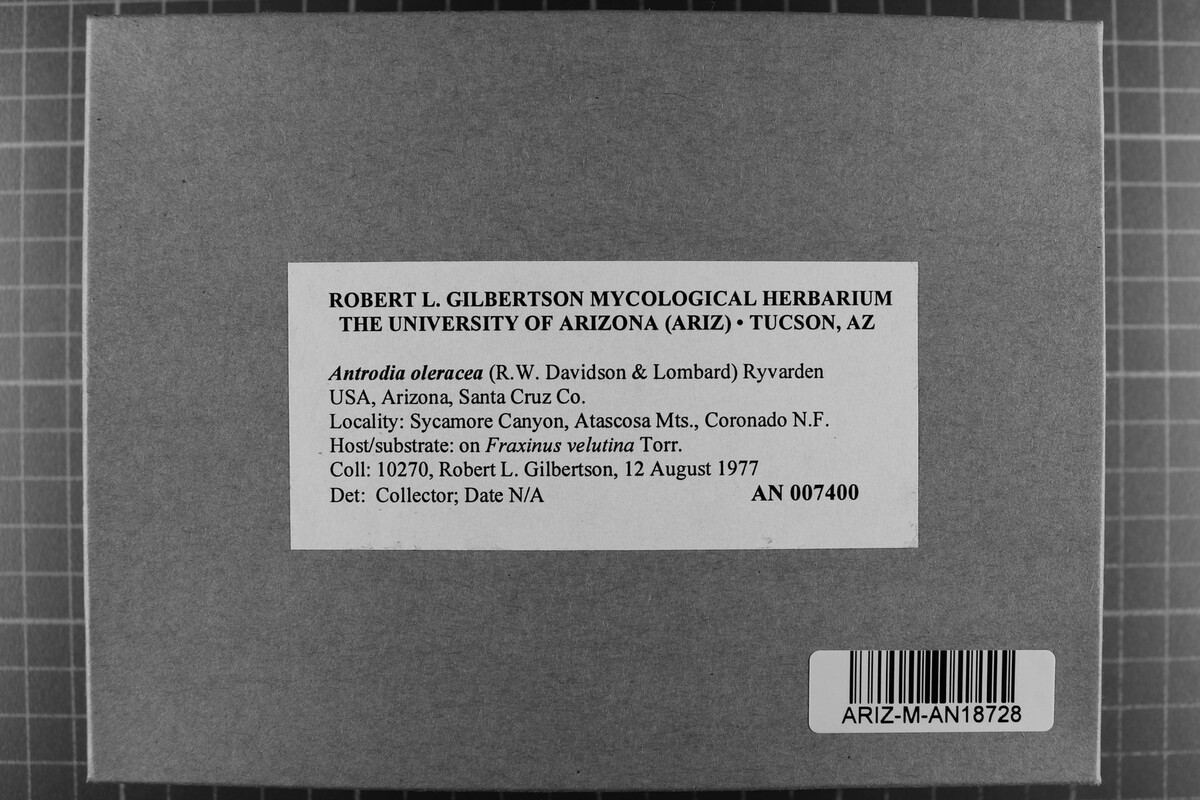 ROBERT L. GILBERTSON MYCOLOGICAL HERBARIUM
THE UNIVERSITY OF ARIZONA (ARIZ) • TUCSON, AZ
Antrodia oleracea (R.W. Davidson & Lombard) Ryvarden
USA, Arizona, Santa Cruz Co.
Locality: Sycamore Canyon, Atascosa Mts., Coronado N.F.
Host/substrate: on Fraxinus velutina Torr.
Coll: 10270, Robert L. Gilbertson, 12 August 1977
Det: Collector; Date N/A AN 007400
ARIZ-M-AN18728